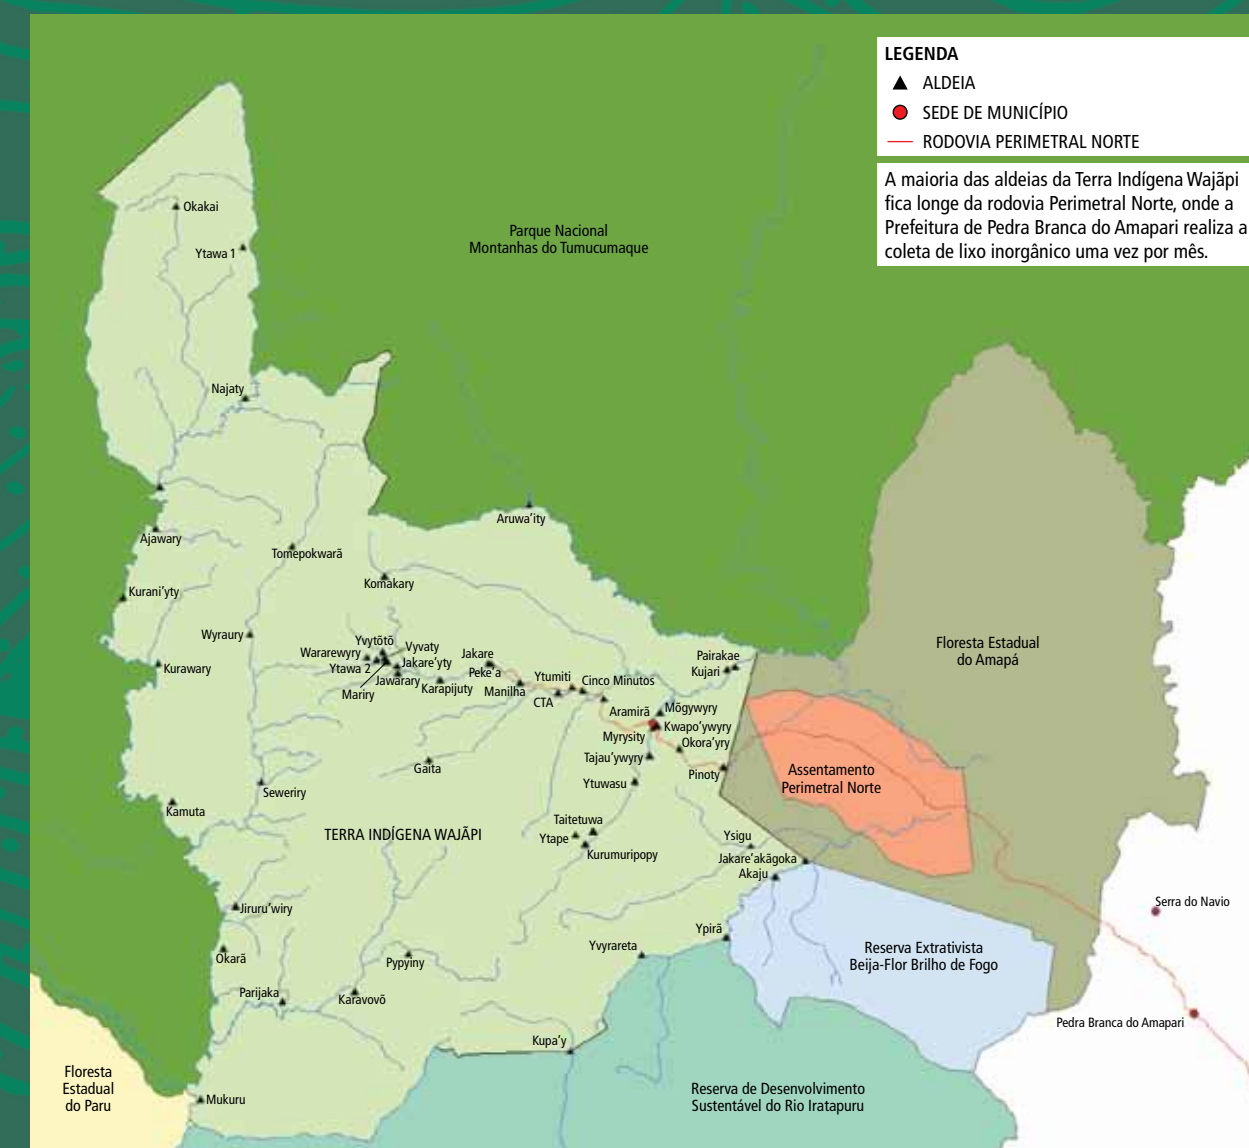 LEGENDA
ALDEIA
SEDE DE MUNICÍPIO
RODOVIA PERIMETRAL NORTE
A maioria das aldeias da Terra Indígena Wajãpi
fica longe da rodovia Perimetral Norte, onde a
Prefeitura de Pedra Branca do Amapari realiza a
coleta de lixo inorgânico uma vez por mês.
Okakai
Ytawa 1
Parque Nacional
Montanhas do Tumucumaque
Najaty
Aruwa'ity
Ajawary
Tomepokwarã
Komakary
Kurani'yty
Wyraury
Kurawary
Yvytõtõ
Wararewyry
Vyvaty
Ytawa 2
Jakare'yty
Jawarary
Mariry
Karapijuty
Jakare
Peke'a
Manilha
Ytumiti
CTA
Cinco Minutos
Pairakae
Kujari
Floresta Estadual
do Amapá
Aramirã
Mõgywyry
Kwapo'ywyry
Myrysity
Okora'yry
Tajau'ywyry
Pinoty
Gaita
Ytuwasu
Assentamento
Perimetral Norte
Seweriry
Kamuta
TERRA INDÍGENA WAJÃPI
Taitetuwa
Ytape
Kurumuripopy
Ysigu
Jakare'akãgoka
Akaju
Jiruru'wiry
Serra do Navio
Ypirã
Okarã
Pypyiny
Yvyrareta
Reserva Extrativista
Beija-Flor Brilho de Fogo
Parijaka
Karavovõ
Pedra Branca do Amapari
Kupa'y
Floresta
Estadual
do Paru
Mukuru
Reserva de Desenvolvimento
Sustentável do Rio Iratapuru